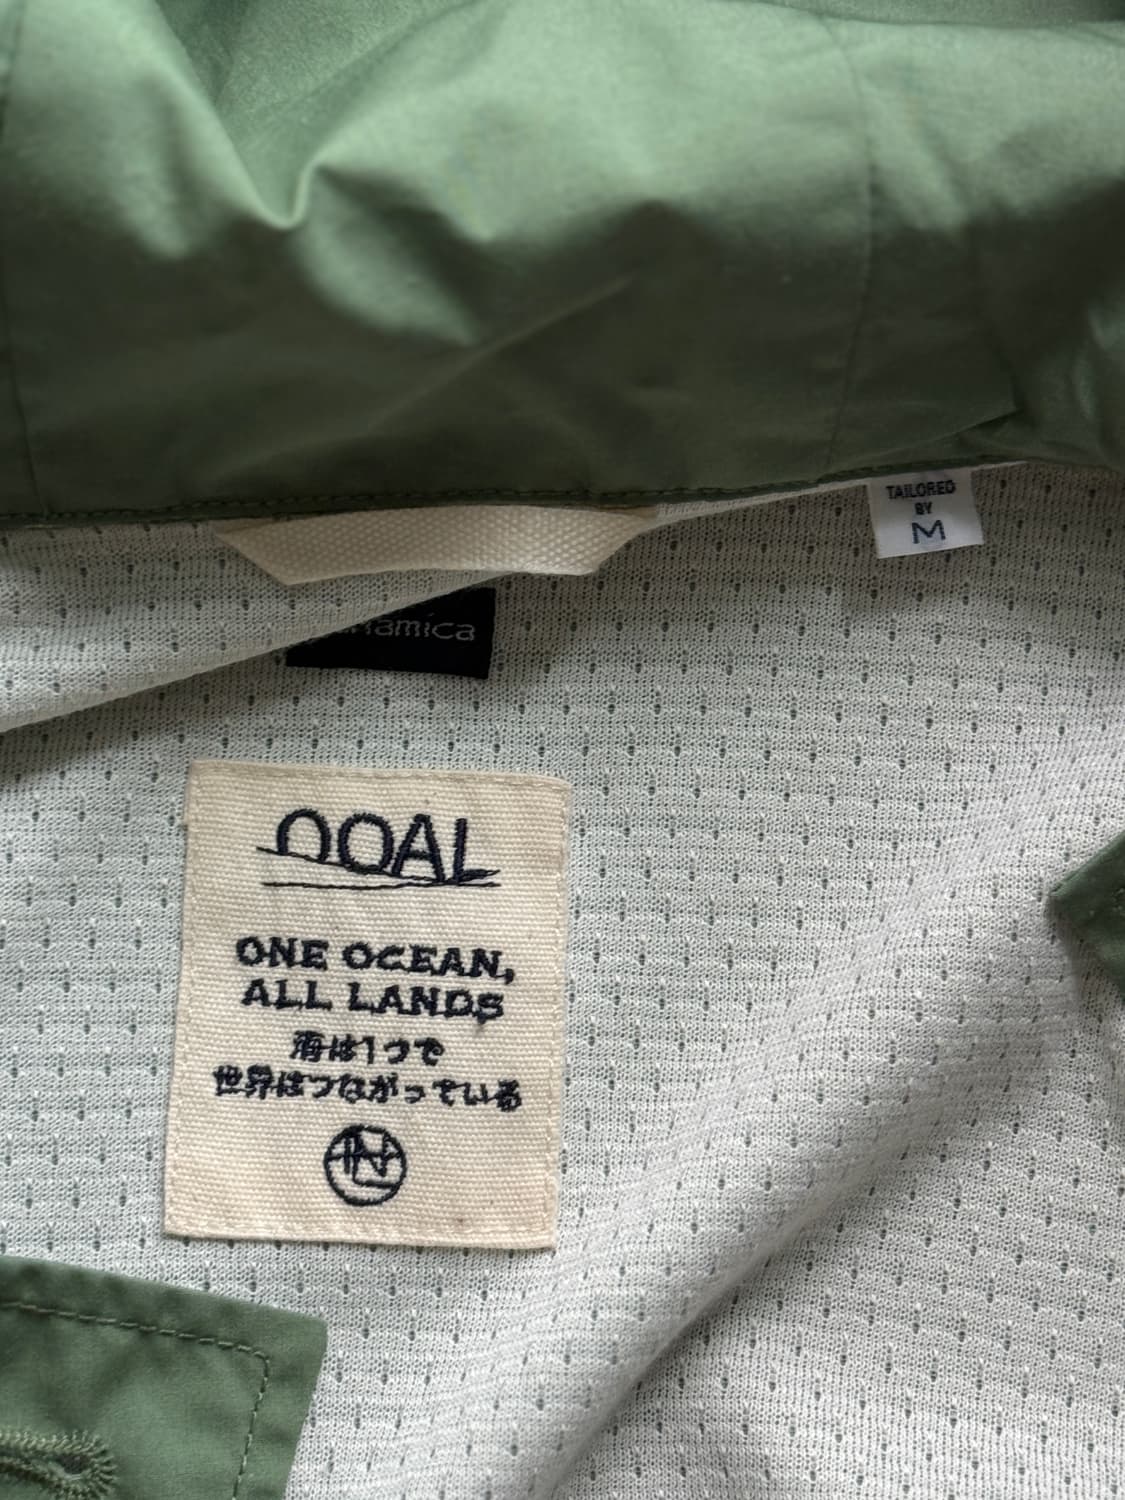 TAILORED
BY
M
OOAL
ONE OCEAN,
ALL LANDS
海は1つで
世界はつながっている